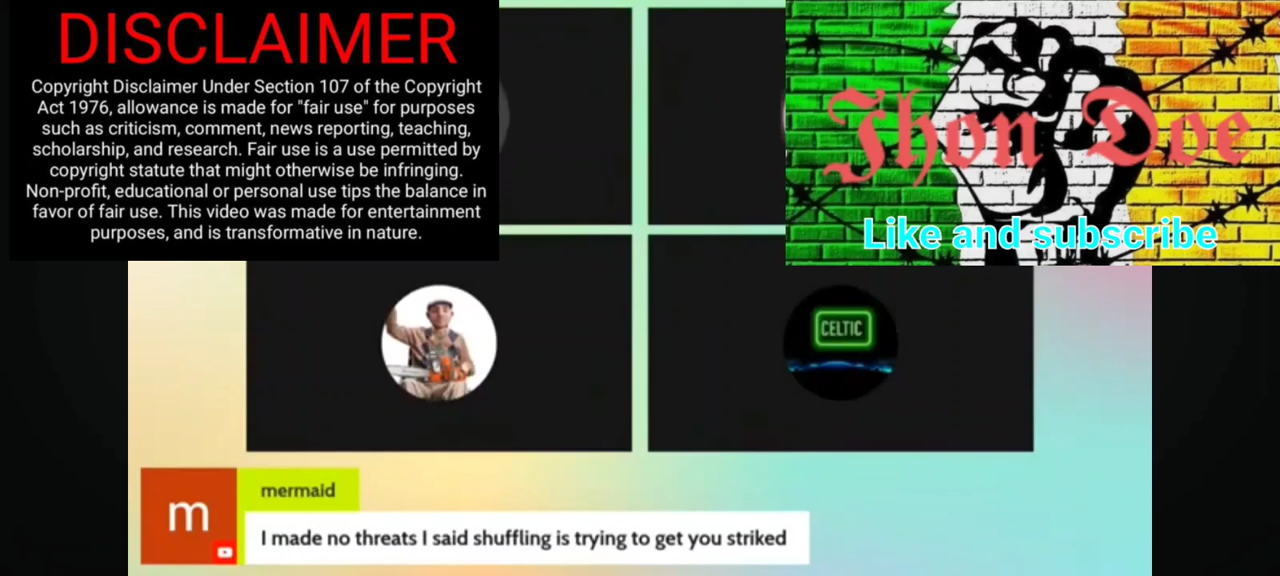 DISCLAIMER
Copyright Disclaimer Under Section 107 of the Copyright
Act 1976, allowance is made for "fair use" for purposes
such as criticism, comment, news reporting, teaching,
scholarship, and research. Fair use is a use permitted by
copyright statute that might otherwise be infringing.
Non-profit, educational or personal use tips the balance in
favor of fair use. This video was made for entertainment
purposes, and is transformative in nature.
Jhon Doe
Like and subscribe
CELTIC
m
mermaid
I made no threats I said shuffling is trying to get you striked